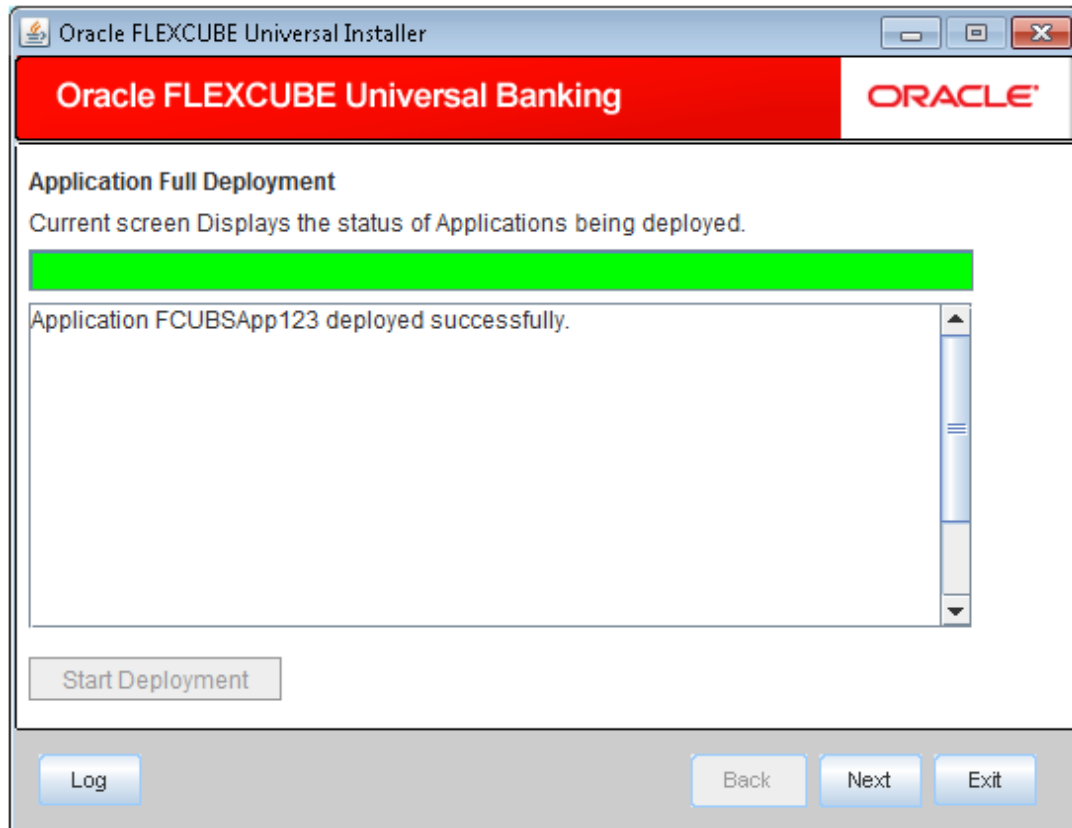 Oracle FLEXCUBE Universal Installer
Oracle FLEXCUBE Universal Banking
ORACLE
Application Full Deployment
Current screen Displays the status of Applications being deployed.
Application FCUBSApp123 deployed successfully.
Start Deployment
Log
Back
Next
Exit